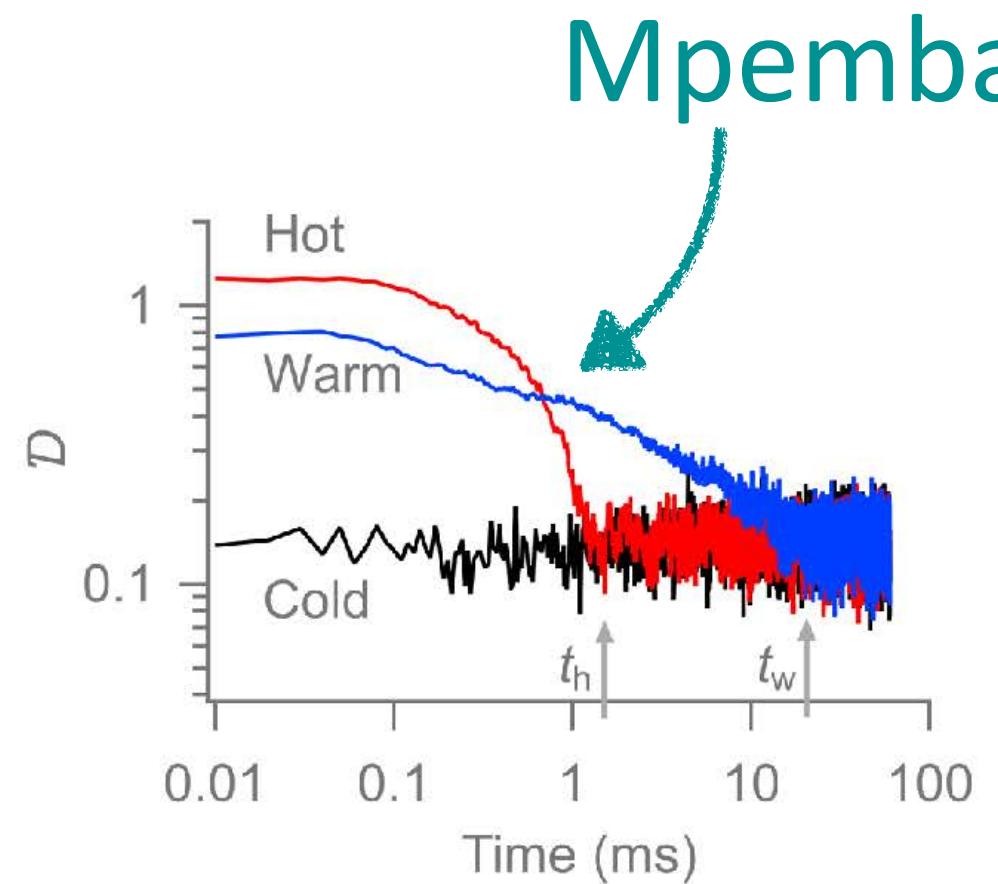 Mpemba
Hot
1
Warm
𝒟
0.1
Cold
t_h
t_w
0.01
0.1
1
10
100
Time (ms)